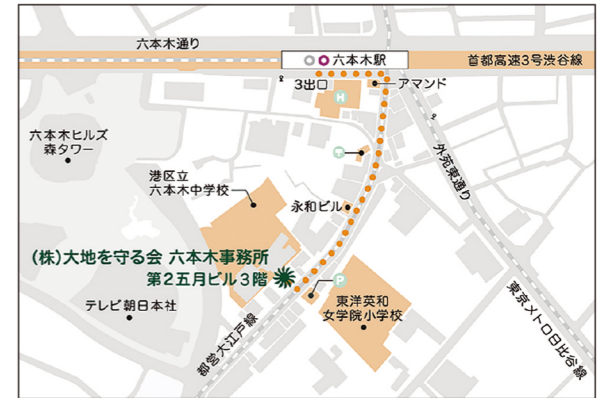 六本木通り
六本木駅
首都高速3号渋谷線
3出口
アマンド
H
六本木ヒルズ
森タワー
外苑東通り
〒
港区立
六本木中学校
永和ビル
(株)大地を守る会 六本木事務所
第2五月ビル3階
P
テレビ朝日本社
東洋英和
女学院小学校
都営大江戸線
東京メトロ日比谷線